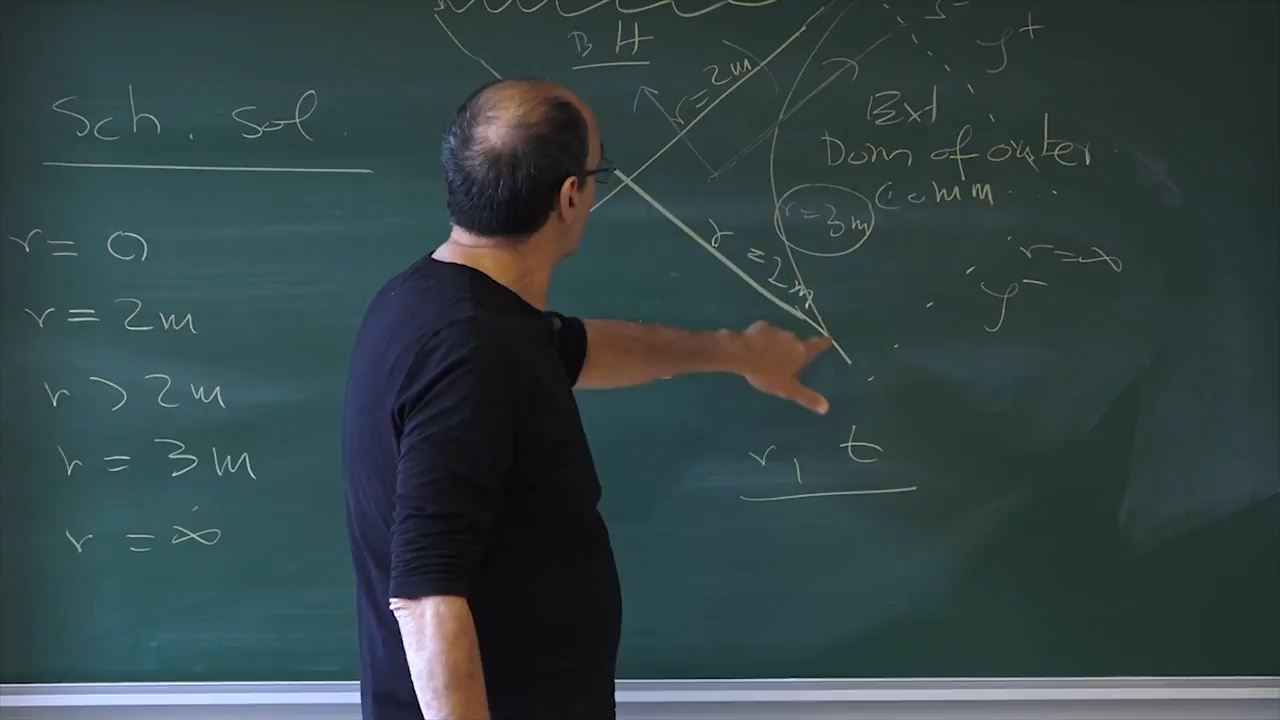 Sch. sol.
r = 0
r = 2m
r > 2m
r = 3m
r = ∞
BH
r = 2m
r = 2m
r = 3m
𝒥+
Ext
Dom of outer
comm...
r = ∞
𝒥-
r, t